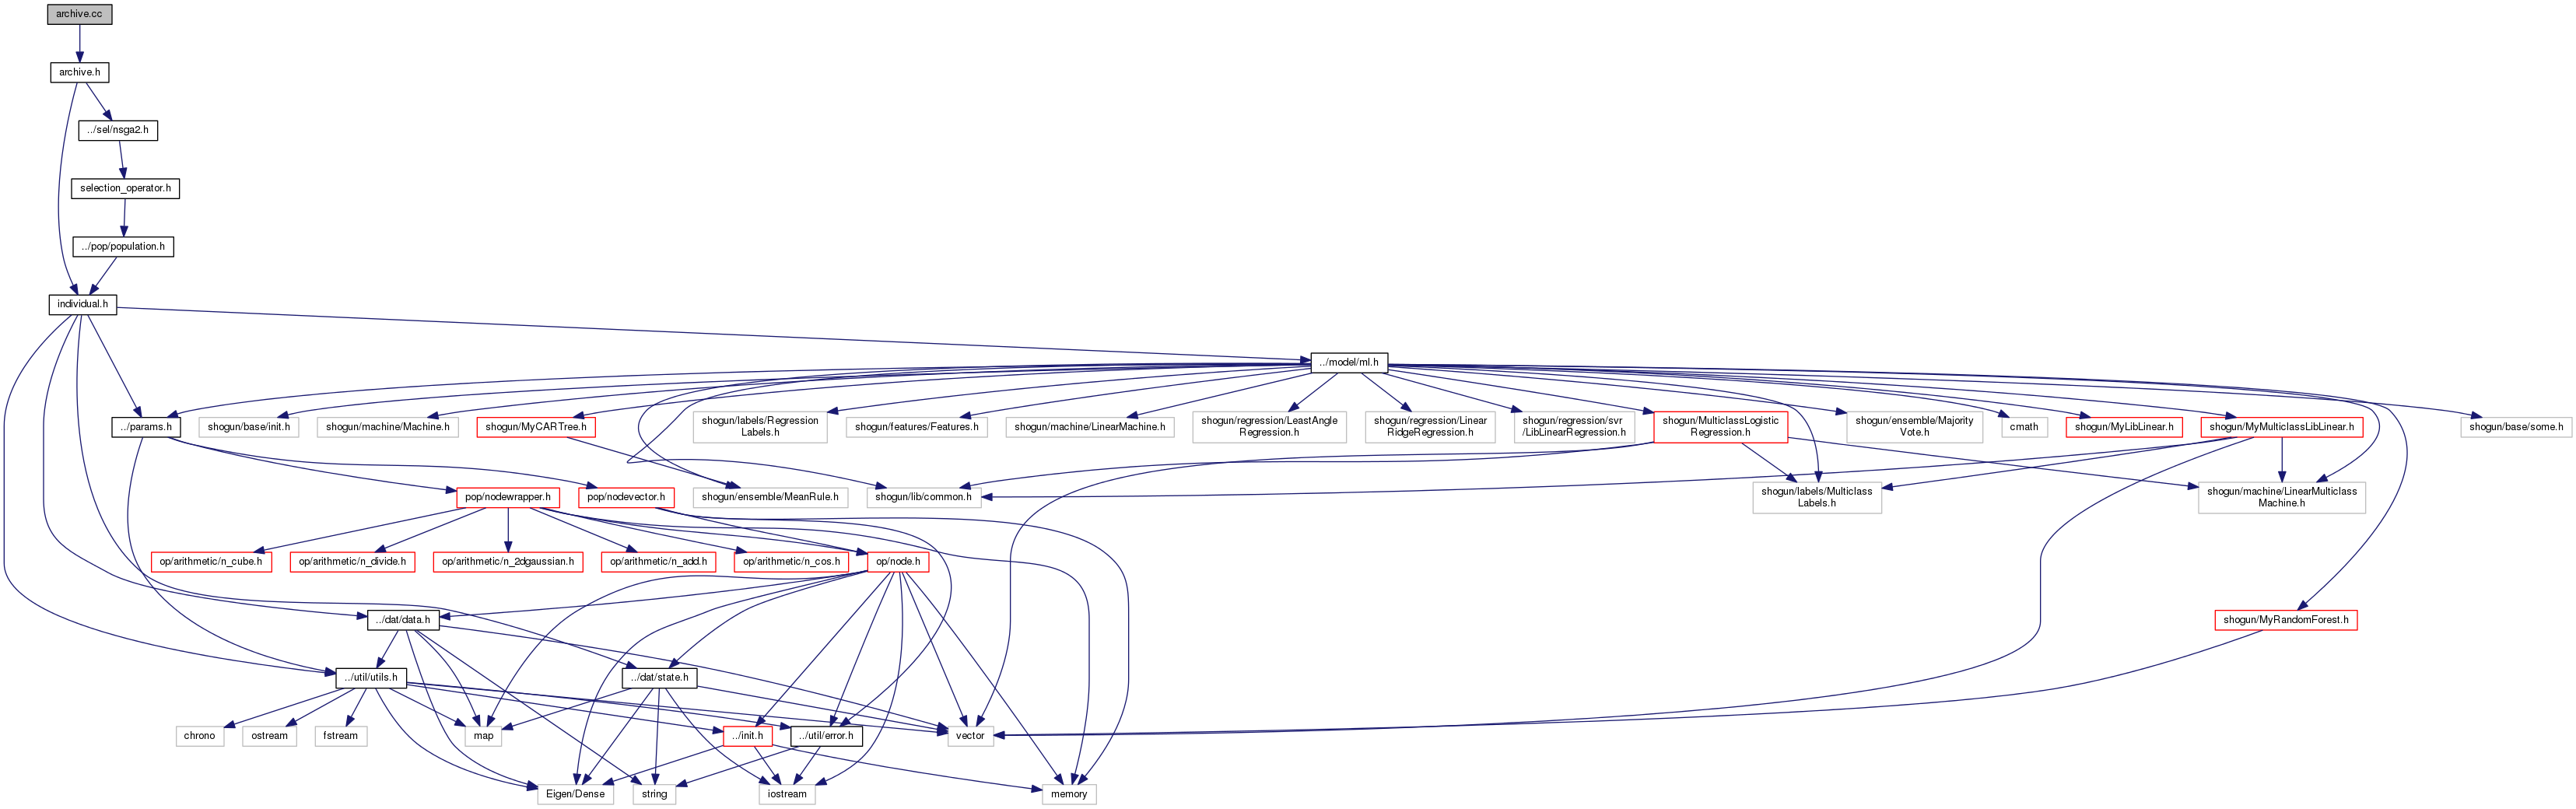 archive.cc
archive.h
../sel/nsga2.h
selection_operator.h
../pop/population.h
individual.h
../model/ml.h
../params.h
shogun/base/init.h
shogun/machine/Machine.h
shogun/MyCARTree.h
shogun/labels/Regression
Labels.h
shogun/features/Features.h
shogun/machine/LinearMachine.h
shogun/regression/LeastAngle
Regression.h
shogun/regression/Linear
RidgeRegression.h
shogun/regression/svr
/LibLinearRegression.h
shogun/MulticlassLogistic
Regression.h
shogun/ensemble/Majority
Vote.h
cmath
shogun/MyLibLinear.h
shogun/MyMulticlassLibLinear.h
shogun/base/some.h
pop/nodewrapper.h
pop/nodevector.h
shogun/ensemble/MeanRule.h
shogun/lib/common.h
shogun/labels/Multiclass
Labels.h
shogun/machine/LinearMulticlass
Machine.h
op/arithmetic/n_cube.h
op/arithmetic/n_divide.h
op/arithmetic/n_2dgaussian.h
op/arithmetic/n_add.h
op/arithmetic/n_cos.h
op/node.h
../dat/data.h
shogun/MyRandomForest.h
../util/utils.h
../dat/state.h
chrono
ostream
fstream
map
../init.h
../util/error.h
vector
Eigen/Dense
string
iostream
memory